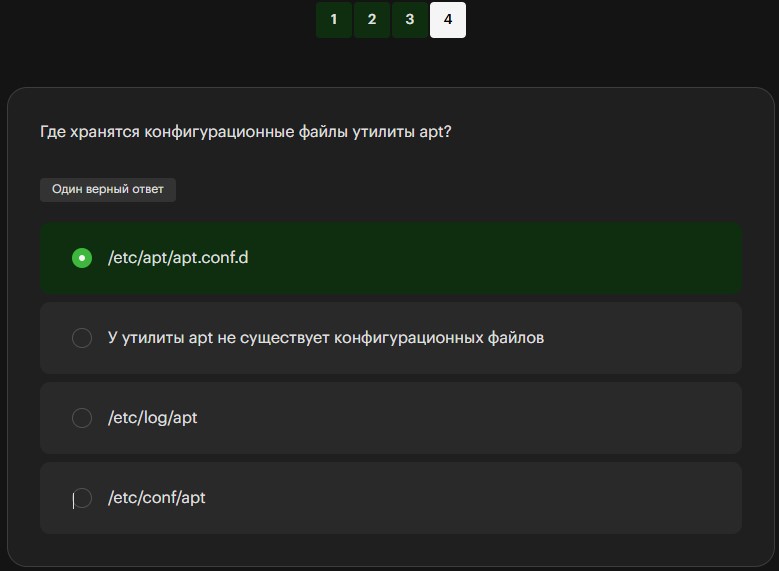 1 2 3 4
Где хранятся конфигурационные файлы утилиты apt?
Один верный ответ
/etc/apt/apt.conf.d
У утилиты apt не существует конфигурационных файлов
/etc/log/apt
/etc/conf/apt